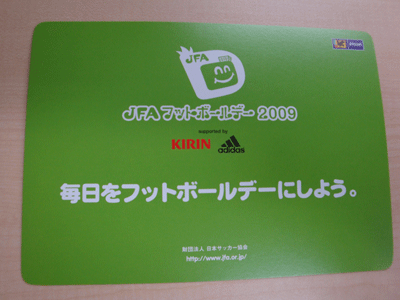 JFA
JFA フットボールデー 2009
supported by
KIRIN
adidas
毎日をフットボールデーにしよう。
財団法人 日本サッカー協会
http://www.jfa.or.jp/